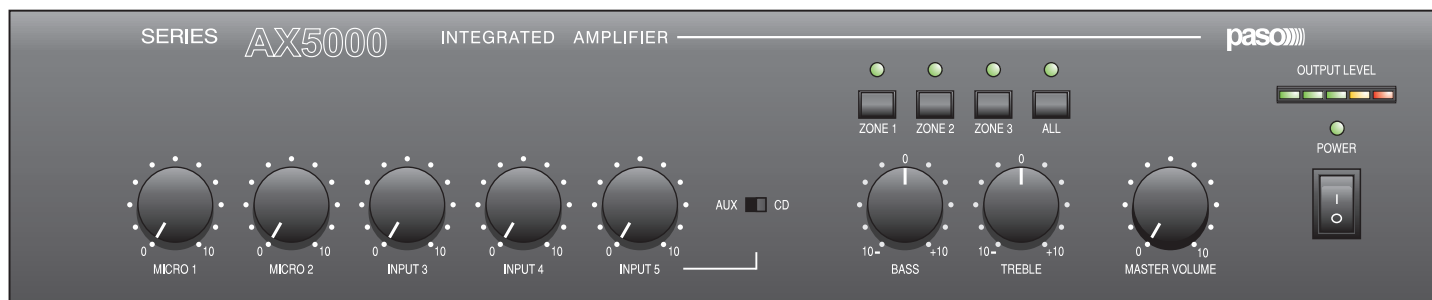 SERIES AX5000 INTEGRATED AMPLIFIER paso
OUTPUT LEVEL
ZONE 1 ZONE 2 ZONE 3 ALL
POWER
0 0
AUX CD
I
O
0 10 0 10 0 10 0 10 0 10 10- +10 10- +10 0 10
MICRO 1 MICRO 2 INPUT 3 INPUT 4 INPUT 5 BASS TREBLE MASTER VOLUME